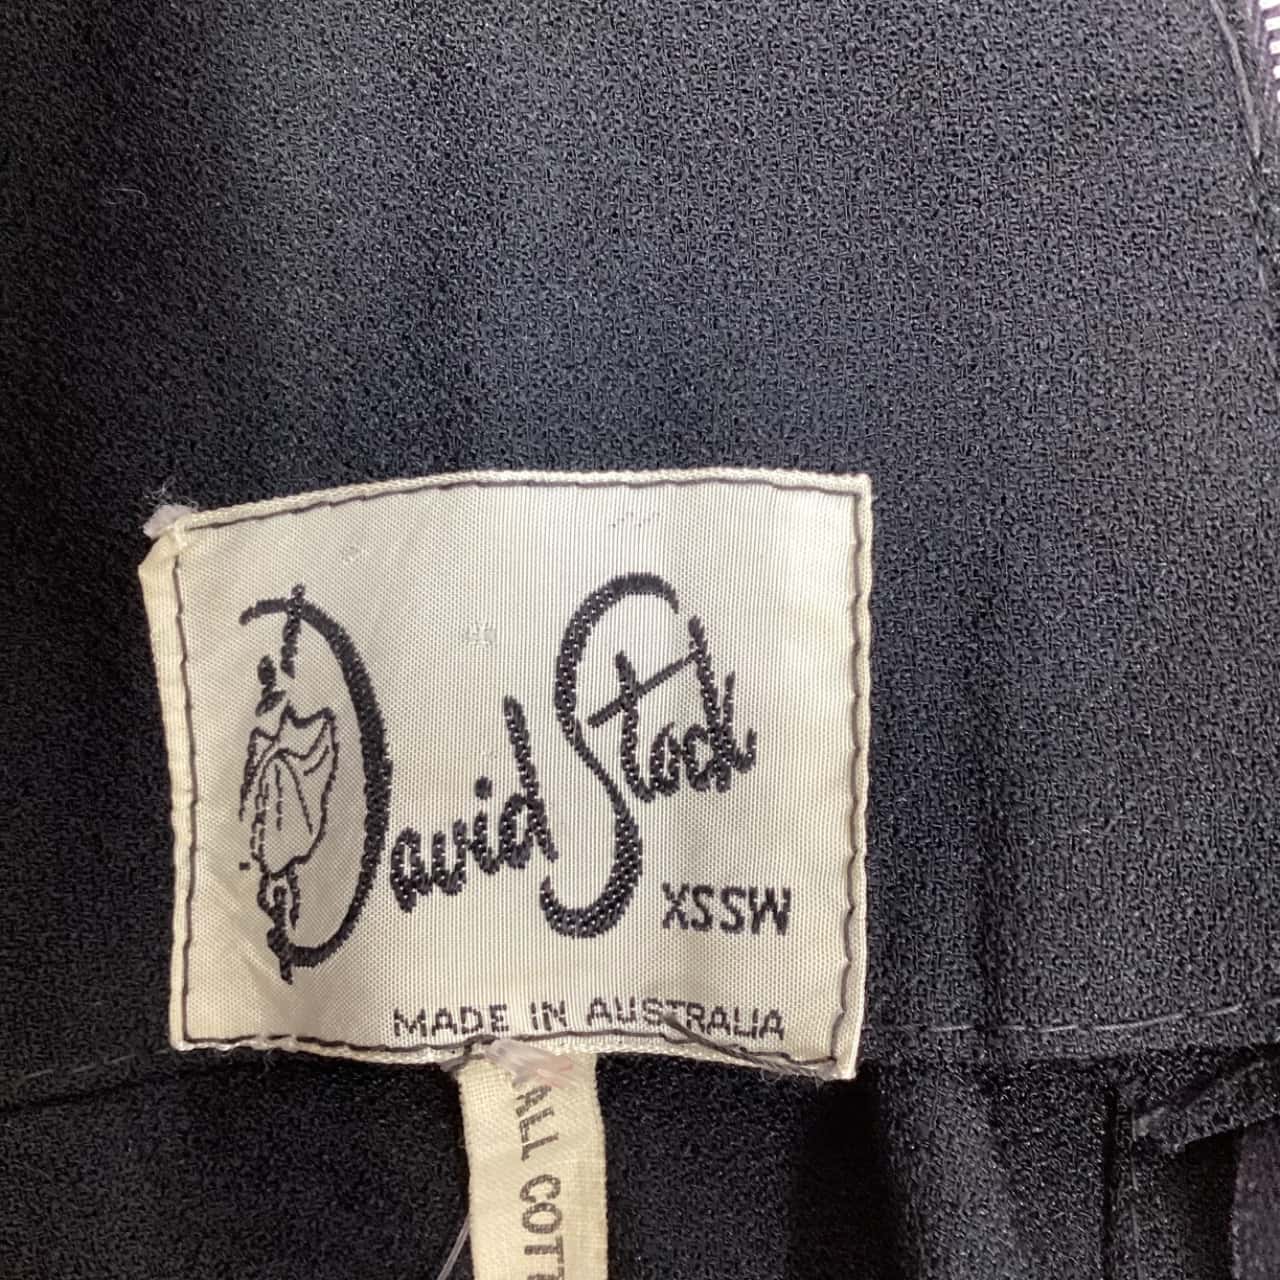 David Stock
XSSW
MADE IN AUSTRALIA
ALL COTT